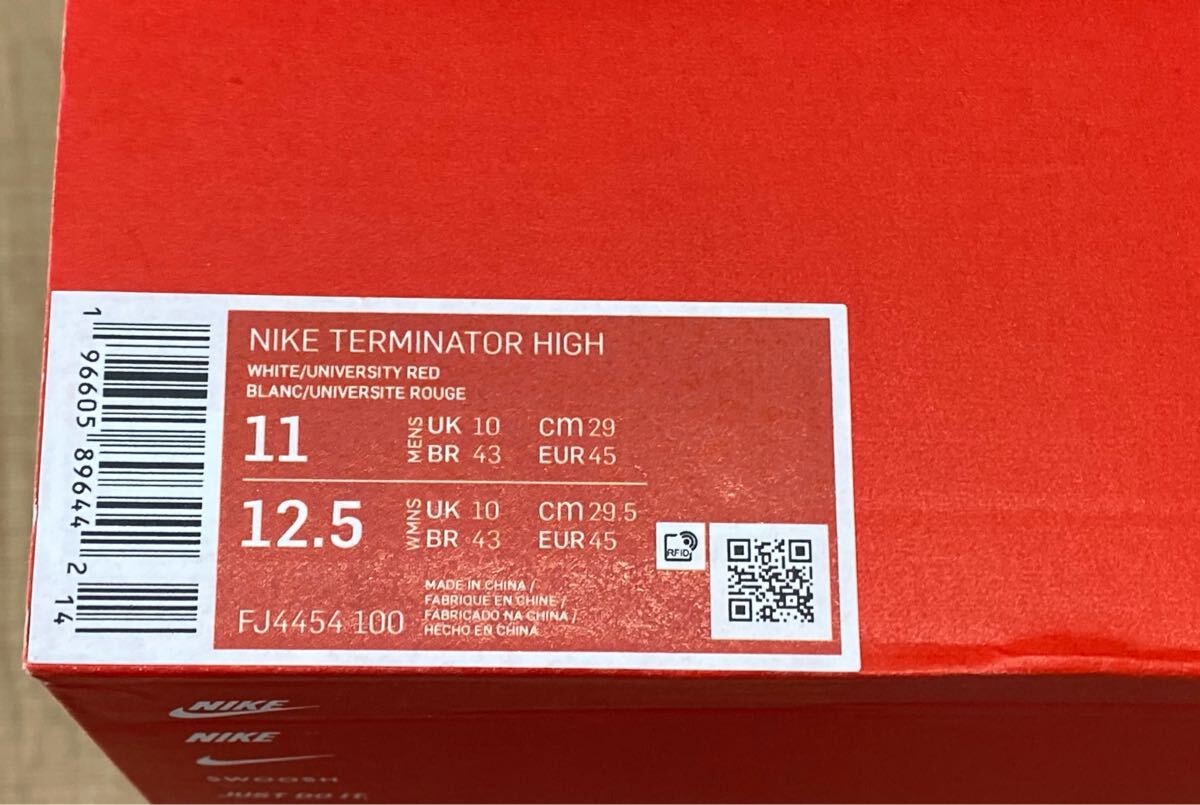 NIKE TERMINATOR HIGH
WHITE/UNIVERSITY RED
BLANC/UNIVERSITE ROUGE
11 MENS UK 10 cm 29
BR 43 EUR 45
12.5 WMNS UK 10 cm 29.5
BR 43 EUR 45
RFID
FJ4454 100
MADE IN CHINA /
FABRIQUE EN CHINE /
FABRICADO NA CHINA /
HECHO EN CHINA
1 96605 89644 2 14
NIKE
NIKE
SWOOSH
JUST DO IT.